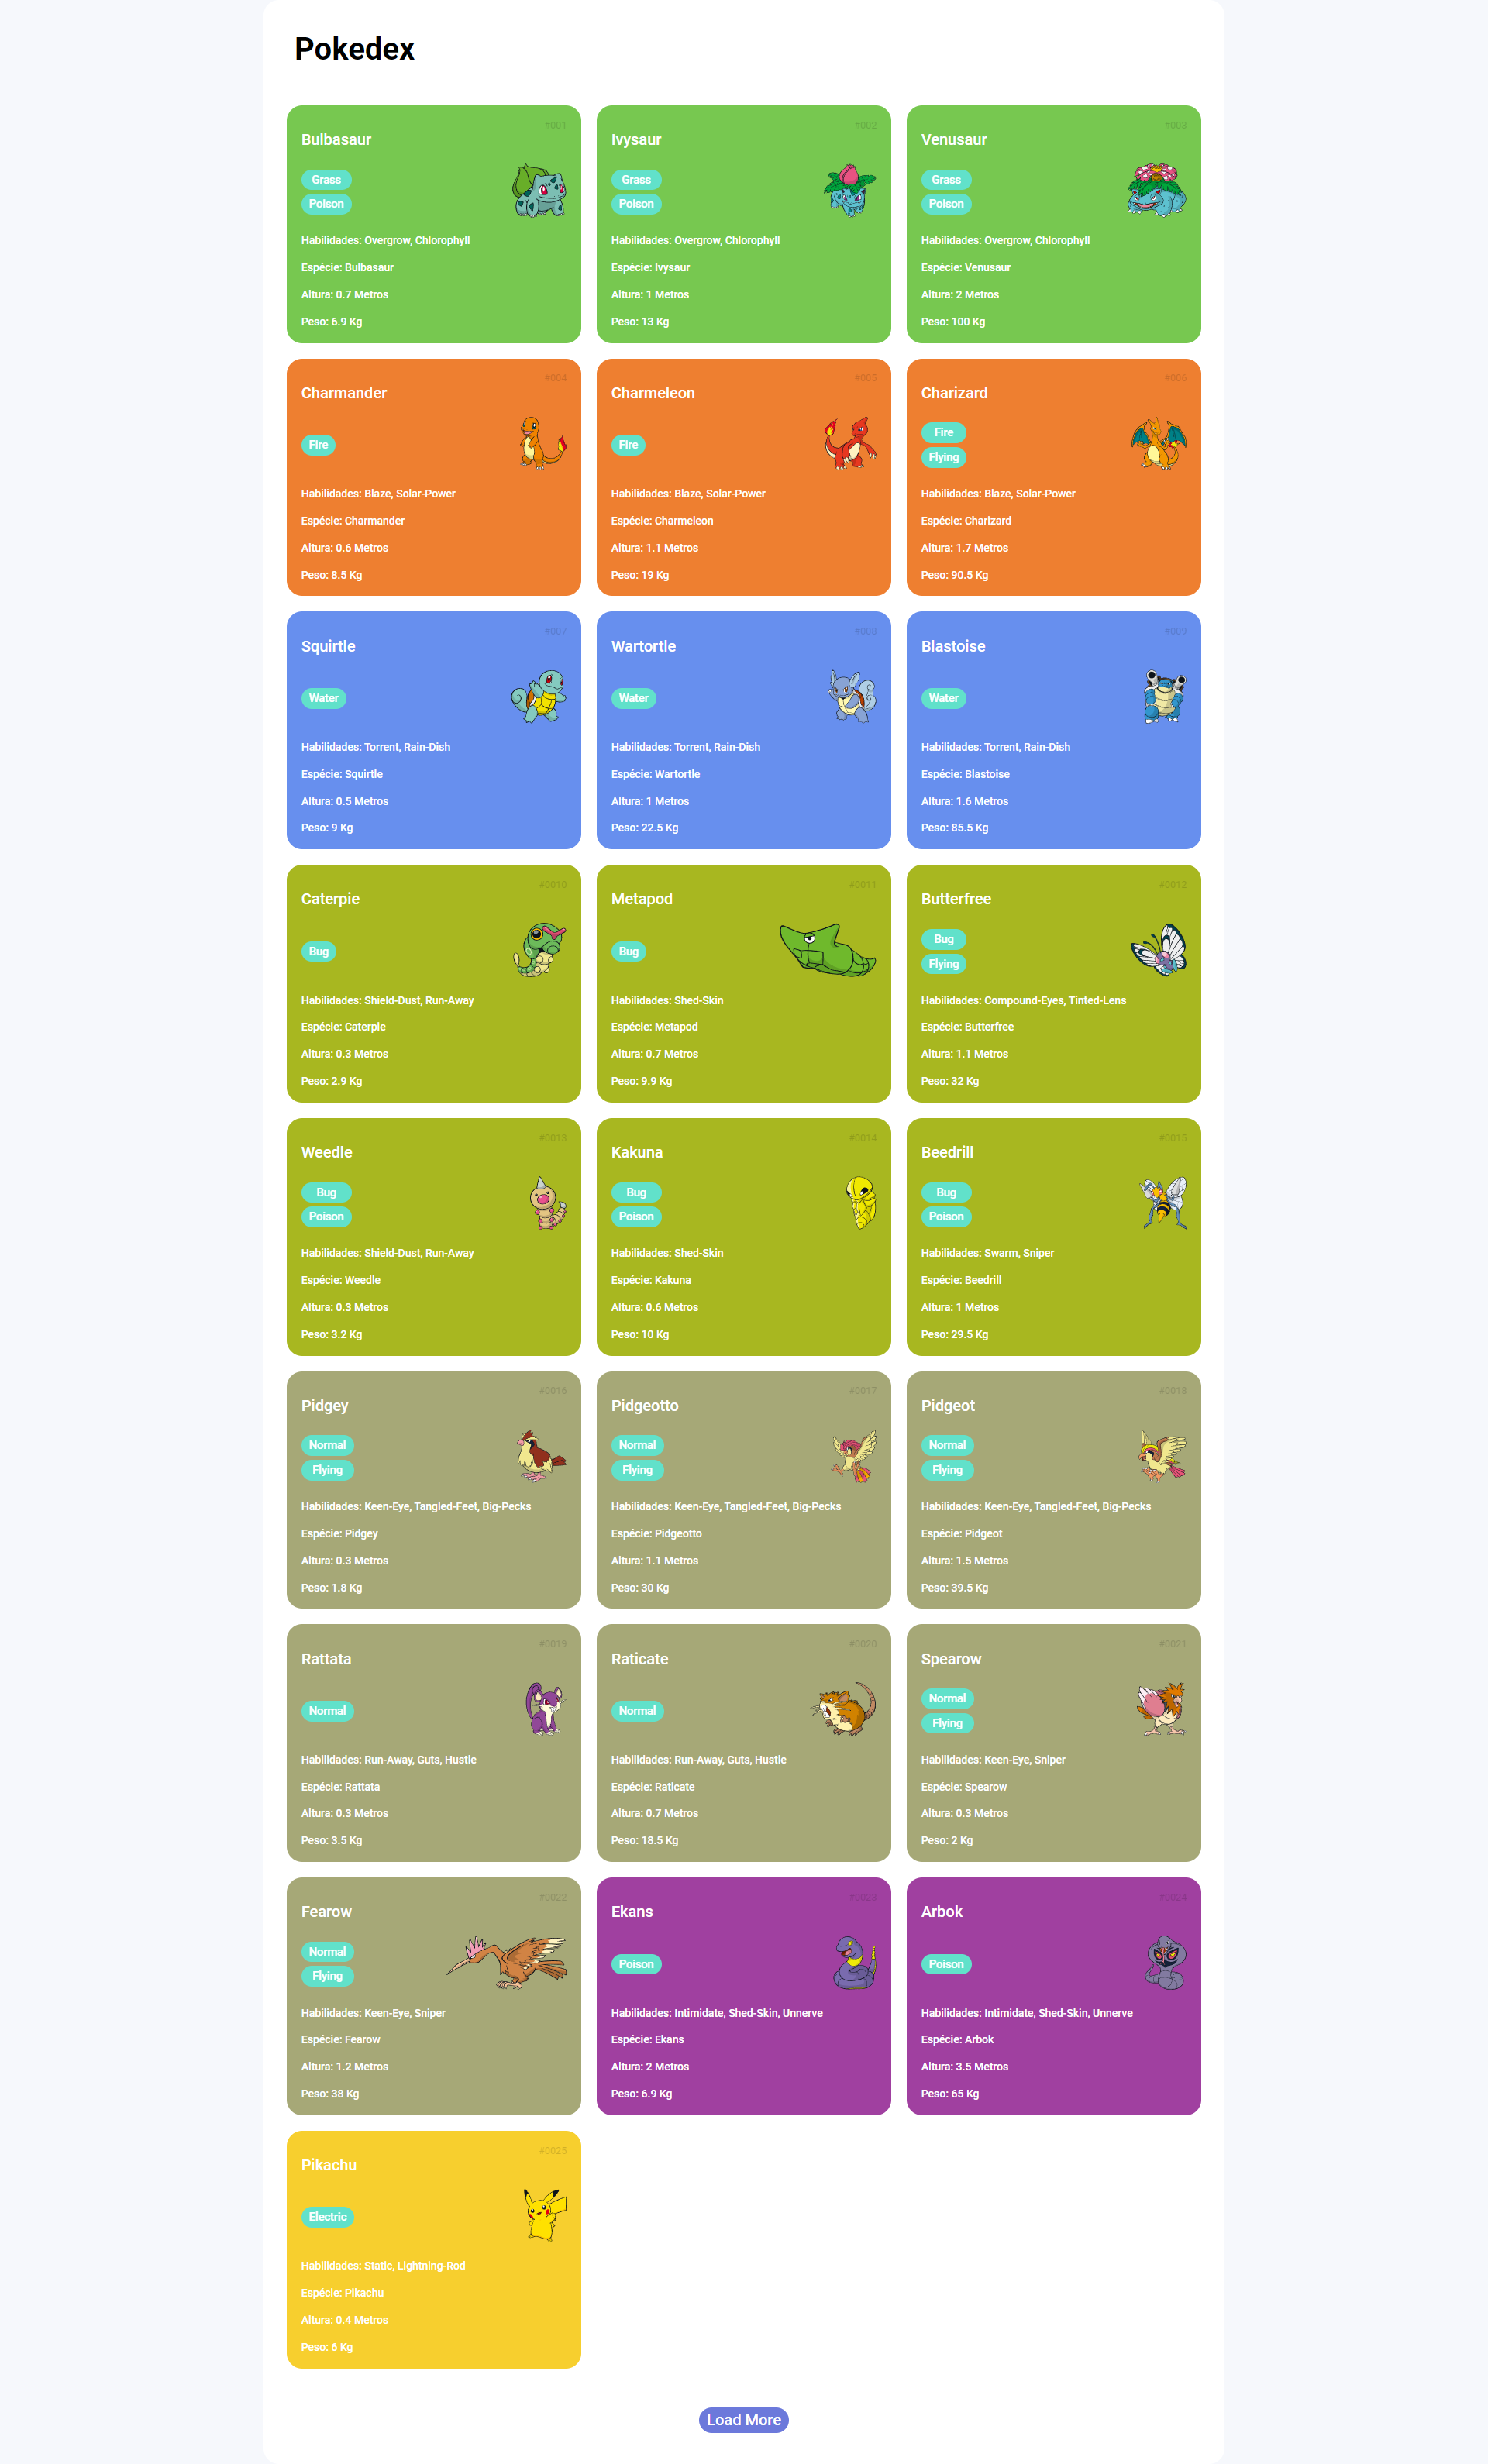 Pokedex
#001
Bulbasaur
Grass
Poison
Habilidades: Overgrow, Chlorophyll
Espécie: Bulbasaur
Altura: 0.7 Metros
Peso: 6.9 Kg
#002
Ivysaur
Grass
Poison
Habilidades: Overgrow, Chlorophyll
Espécie: Ivysaur
Altura: 1 Metros
Peso: 13 Kg
#003
Venusaur
Grass
Poison
Habilidades: Overgrow, Chlorophyll
Espécie: Venusaur
Altura: 2 Metros
Peso: 100 Kg
#004
Charmander
Fire
Habilidades: Blaze, Solar-Power
Espécie: Charmander
Altura: 0.6 Metros
Peso: 8.5 Kg
#005
Charmeleon
Fire
Habilidades: Blaze, Solar-Power
Espécie: Charmeleon
Altura: 1.1 Metros
Peso: 19 Kg
#006
Charizard
Fire
Flying
Habilidades: Blaze, Solar-Power
Espécie: Charizard
Altura: 1.7 Metros
Peso: 90.5 Kg
#007
Squirtle
Water
Habilidades: Torrent, Rain-Dish
Espécie: Squirtle
Altura: 0.5 Metros
Peso: 9 Kg
#008
Wartortle
Water
Habilidades: Torrent, Rain-Dish
Espécie: Wartortle
Altura: 1 Metros
Peso: 22.5 Kg
#009
Blastoise
Water
Habilidades: Torrent, Rain-Dish
Espécie: Blastoise
Altura: 1.6 Metros
Peso: 85.5 Kg
#0010
Caterpie
Bug
Habilidades: Shield-Dust, Run-Away
Espécie: Caterpie
Altura: 0.3 Metros
Peso: 2.9 Kg
#0011
Metapod
Bug
Habilidades: Shed-Skin
Espécie: Metapod
Altura: 0.7 Metros
Peso: 9.9 Kg
#0012
Butterfree
Bug
Flying
Habilidades: Compound-Eyes, Tinted-Lens
Espécie: Butterfree
Altura: 1.1 Metros
Peso: 32 Kg
#0013
Weedle
Bug
Poison
Habilidades: Shield-Dust, Run-Away
Espécie: Weedle
Altura: 0.3 Metros
Peso: 3.2 Kg
#0014
Kakuna
Bug
Poison
Habilidades: Shed-Skin
Espécie: Kakuna
Altura: 0.6 Metros
Peso: 10 Kg
#0015
Beedrill
Bug
Poison
Habilidades: Swarm, Sniper
Espécie: Beedrill
Altura: 1 Metros
Peso: 29.5 Kg
#0016
Pidgey
Normal
Flying
Habilidades: Keen-Eye, Tangled-Feet, Big-Pecks
Espécie: Pidgey
Altura: 0.3 Metros
Peso: 1.8 Kg
#0017
Pidgeotto
Normal
Flying
Habilidades: Keen-Eye, Tangled-Feet, Big-Pecks
Espécie: Pidgeotto
Altura: 1.1 Metros
Peso: 30 Kg
#0018
Pidgeot
Normal
Flying
Habilidades: Keen-Eye, Tangled-Feet, Big-Pecks
Espécie: Pidgeot
Altura: 1.5 Metros
Peso: 39.5 Kg
#0019
Rattata
Normal
Habilidades: Run-Away, Guts, Hustle
Espécie: Rattata
Altura: 0.3 Metros
Peso: 3.5 Kg
#0020
Raticate
Normal
Habilidades: Run-Away, Guts, Hustle
Espécie: Raticate
Altura: 0.7 Metros
Peso: 18.5 Kg
#0021
Spearow
Normal
Flying
Habilidades: Keen-Eye, Sniper
Espécie: Spearow
Altura: 0.3 Metros
Peso: 2 Kg
#0022
Fearow
Normal
Flying
Habilidades: Keen-Eye, Sniper
Espécie: Fearow
Altura: 1.2 Metros
Peso: 38 Kg
#0023
Ekans
Poison
Habilidades: Intimidate, Shed-Skin, Unnerve
Espécie: Ekans
Altura: 2 Metros
Peso: 6.9 Kg
#0024
Arbok
Poison
Habilidades: Intimidate, Shed-Skin, Unnerve
Espécie: Arbok
Altura: 3.5 Metros
Peso: 65 Kg
#0025
Pikachu
Electric
Habilidades: Static, Lightning-Rod
Espécie: Pikachu
Altura: 0.4 Metros
Peso: 6 Kg
Load More